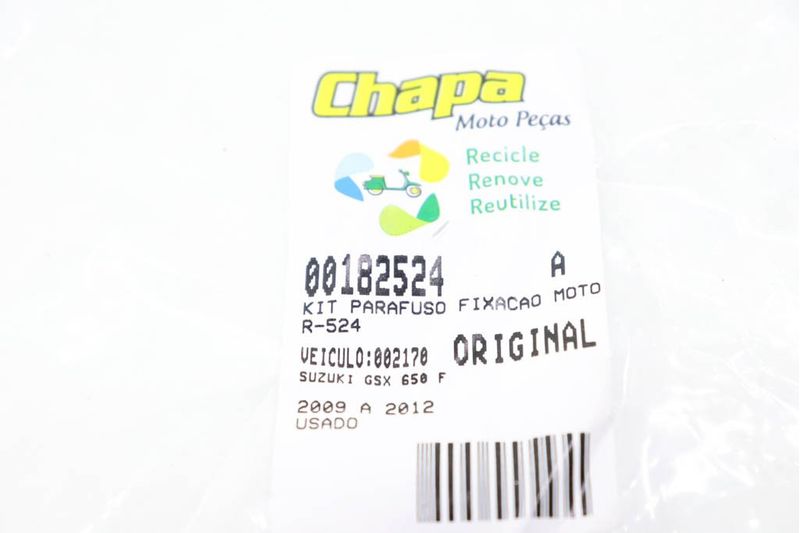 Chapa
Moto Peças
Recicle
Renove
Reutilize
00182524 A
KIT PARAFUSO FIXACAO MOTO
R-524
VEICULO:002170 ORIGINAL
SUZUKI GSX 650 F
2009 A 2012
USADO